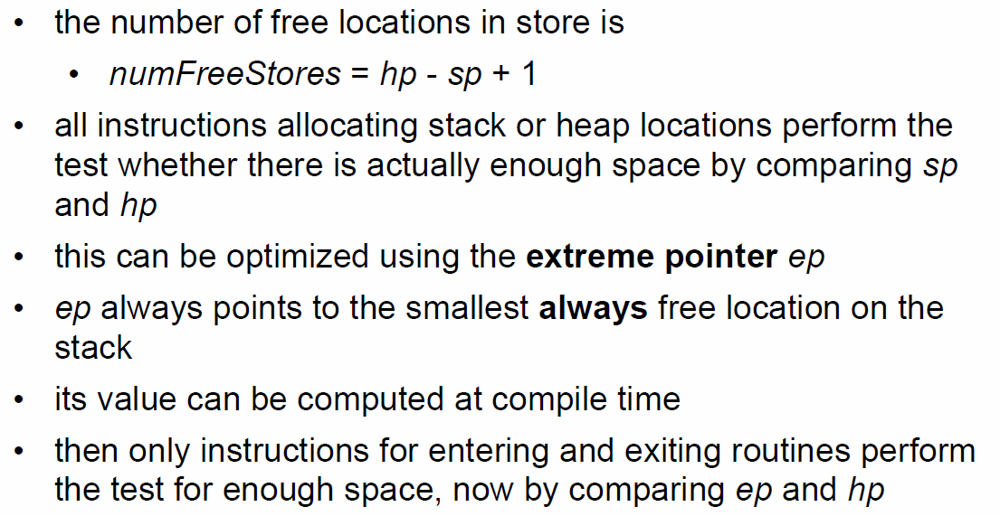 • the number of free locations in store is
• numFreeStores = hp - sp + 1
• all instructions allocating stack or heap locations perform the
test whether there is actually enough space by comparing sp
and hp
• this can be optimized using the extreme pointer ep
• ep always points to the smallest always free location on the
stack
• its value can be computed at compile time
• then only instructions for entering and exiting routines perform
the test for enough space, now by comparing ep and hp